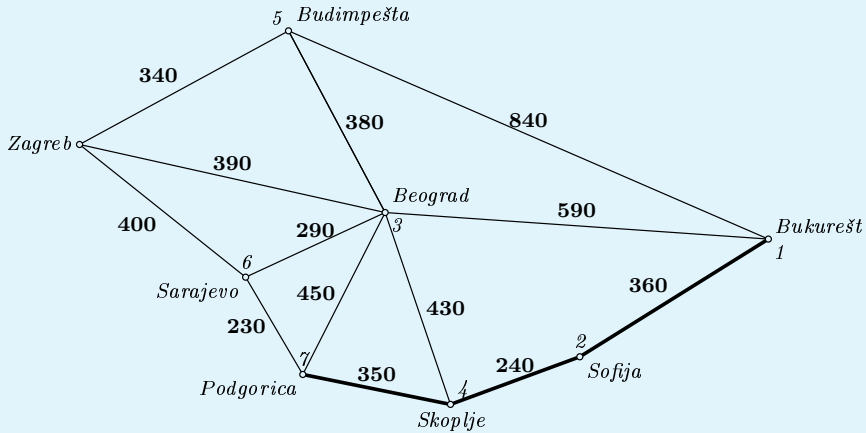 5 Budimpešta
340
840
380
Zagreb
390
Beograd
3
590
400
Bukurešt
1
290
6
Sarajevo
450
360
430
230
2
7
350
240
Sofija
Podgorica
4
Skoplje